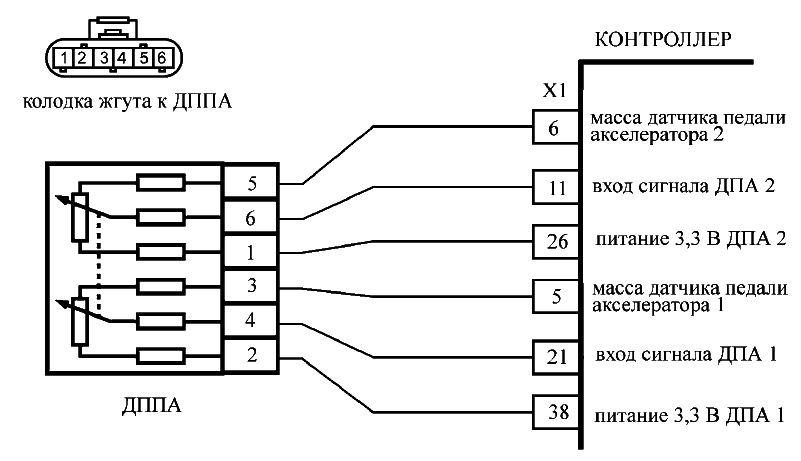 1 2 3 4 5 6
колодка жгута к ДППА
КОНТРОЛЛЕР
X1
6 масса датчика педали
акселератора 2
11 вход сигнала ДПА 2
26 питание 3,3 В ДПА 2
5 масса датчика педали
акселератора 1
21 вход сигнала ДПА 1
38 питание 3,3 В ДПА 1
5
6
1
3
4
2
ДППА